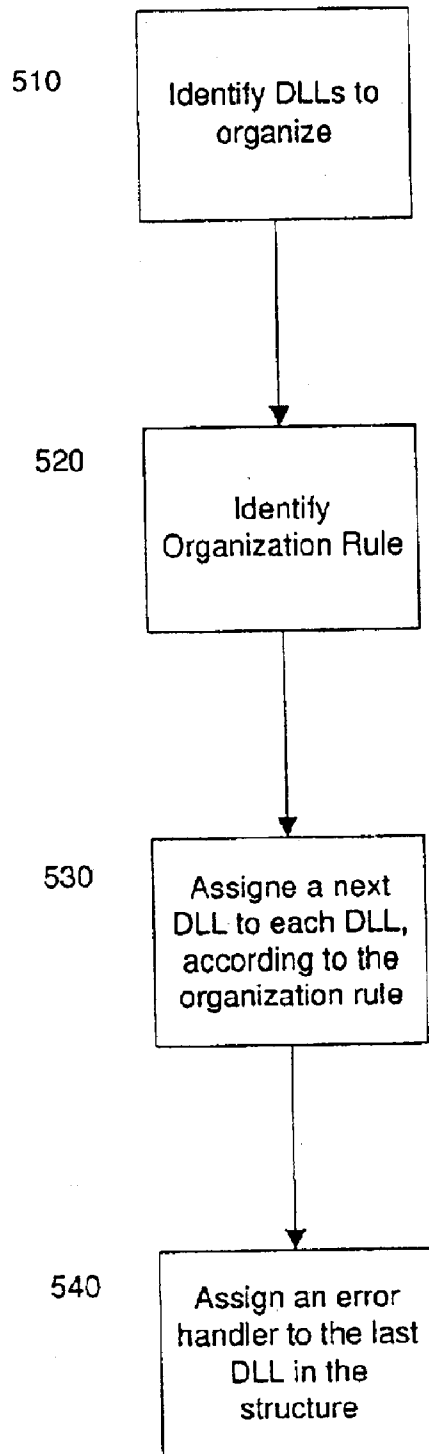 510
Identify DLLs to
organize
520
Identify
Organization Rule
530
Assigne a next
DLL to each DLL,
according to the
organization rule
540
Assign an error
handler to the last
DLL in the
structure